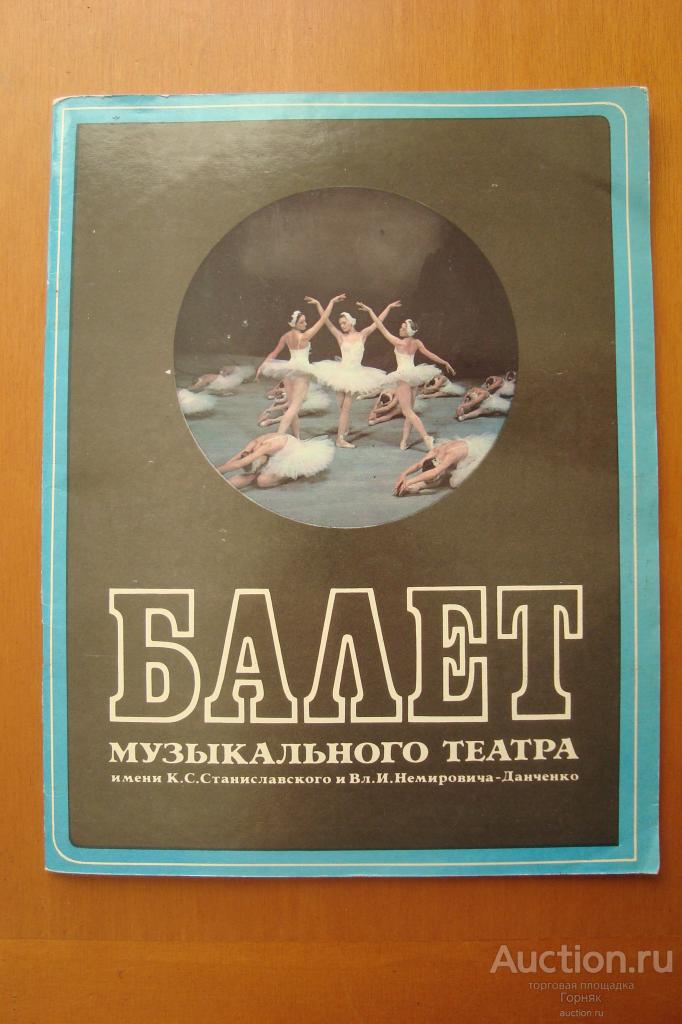 БАЛЕТ
МУЗЫКАЛЬНОГО ТЕАТРА
имени К.С.Станиславского и Вл.И.Немировича-Данченко
Auction.ru
торговая площадка
Горняк
auction.ru